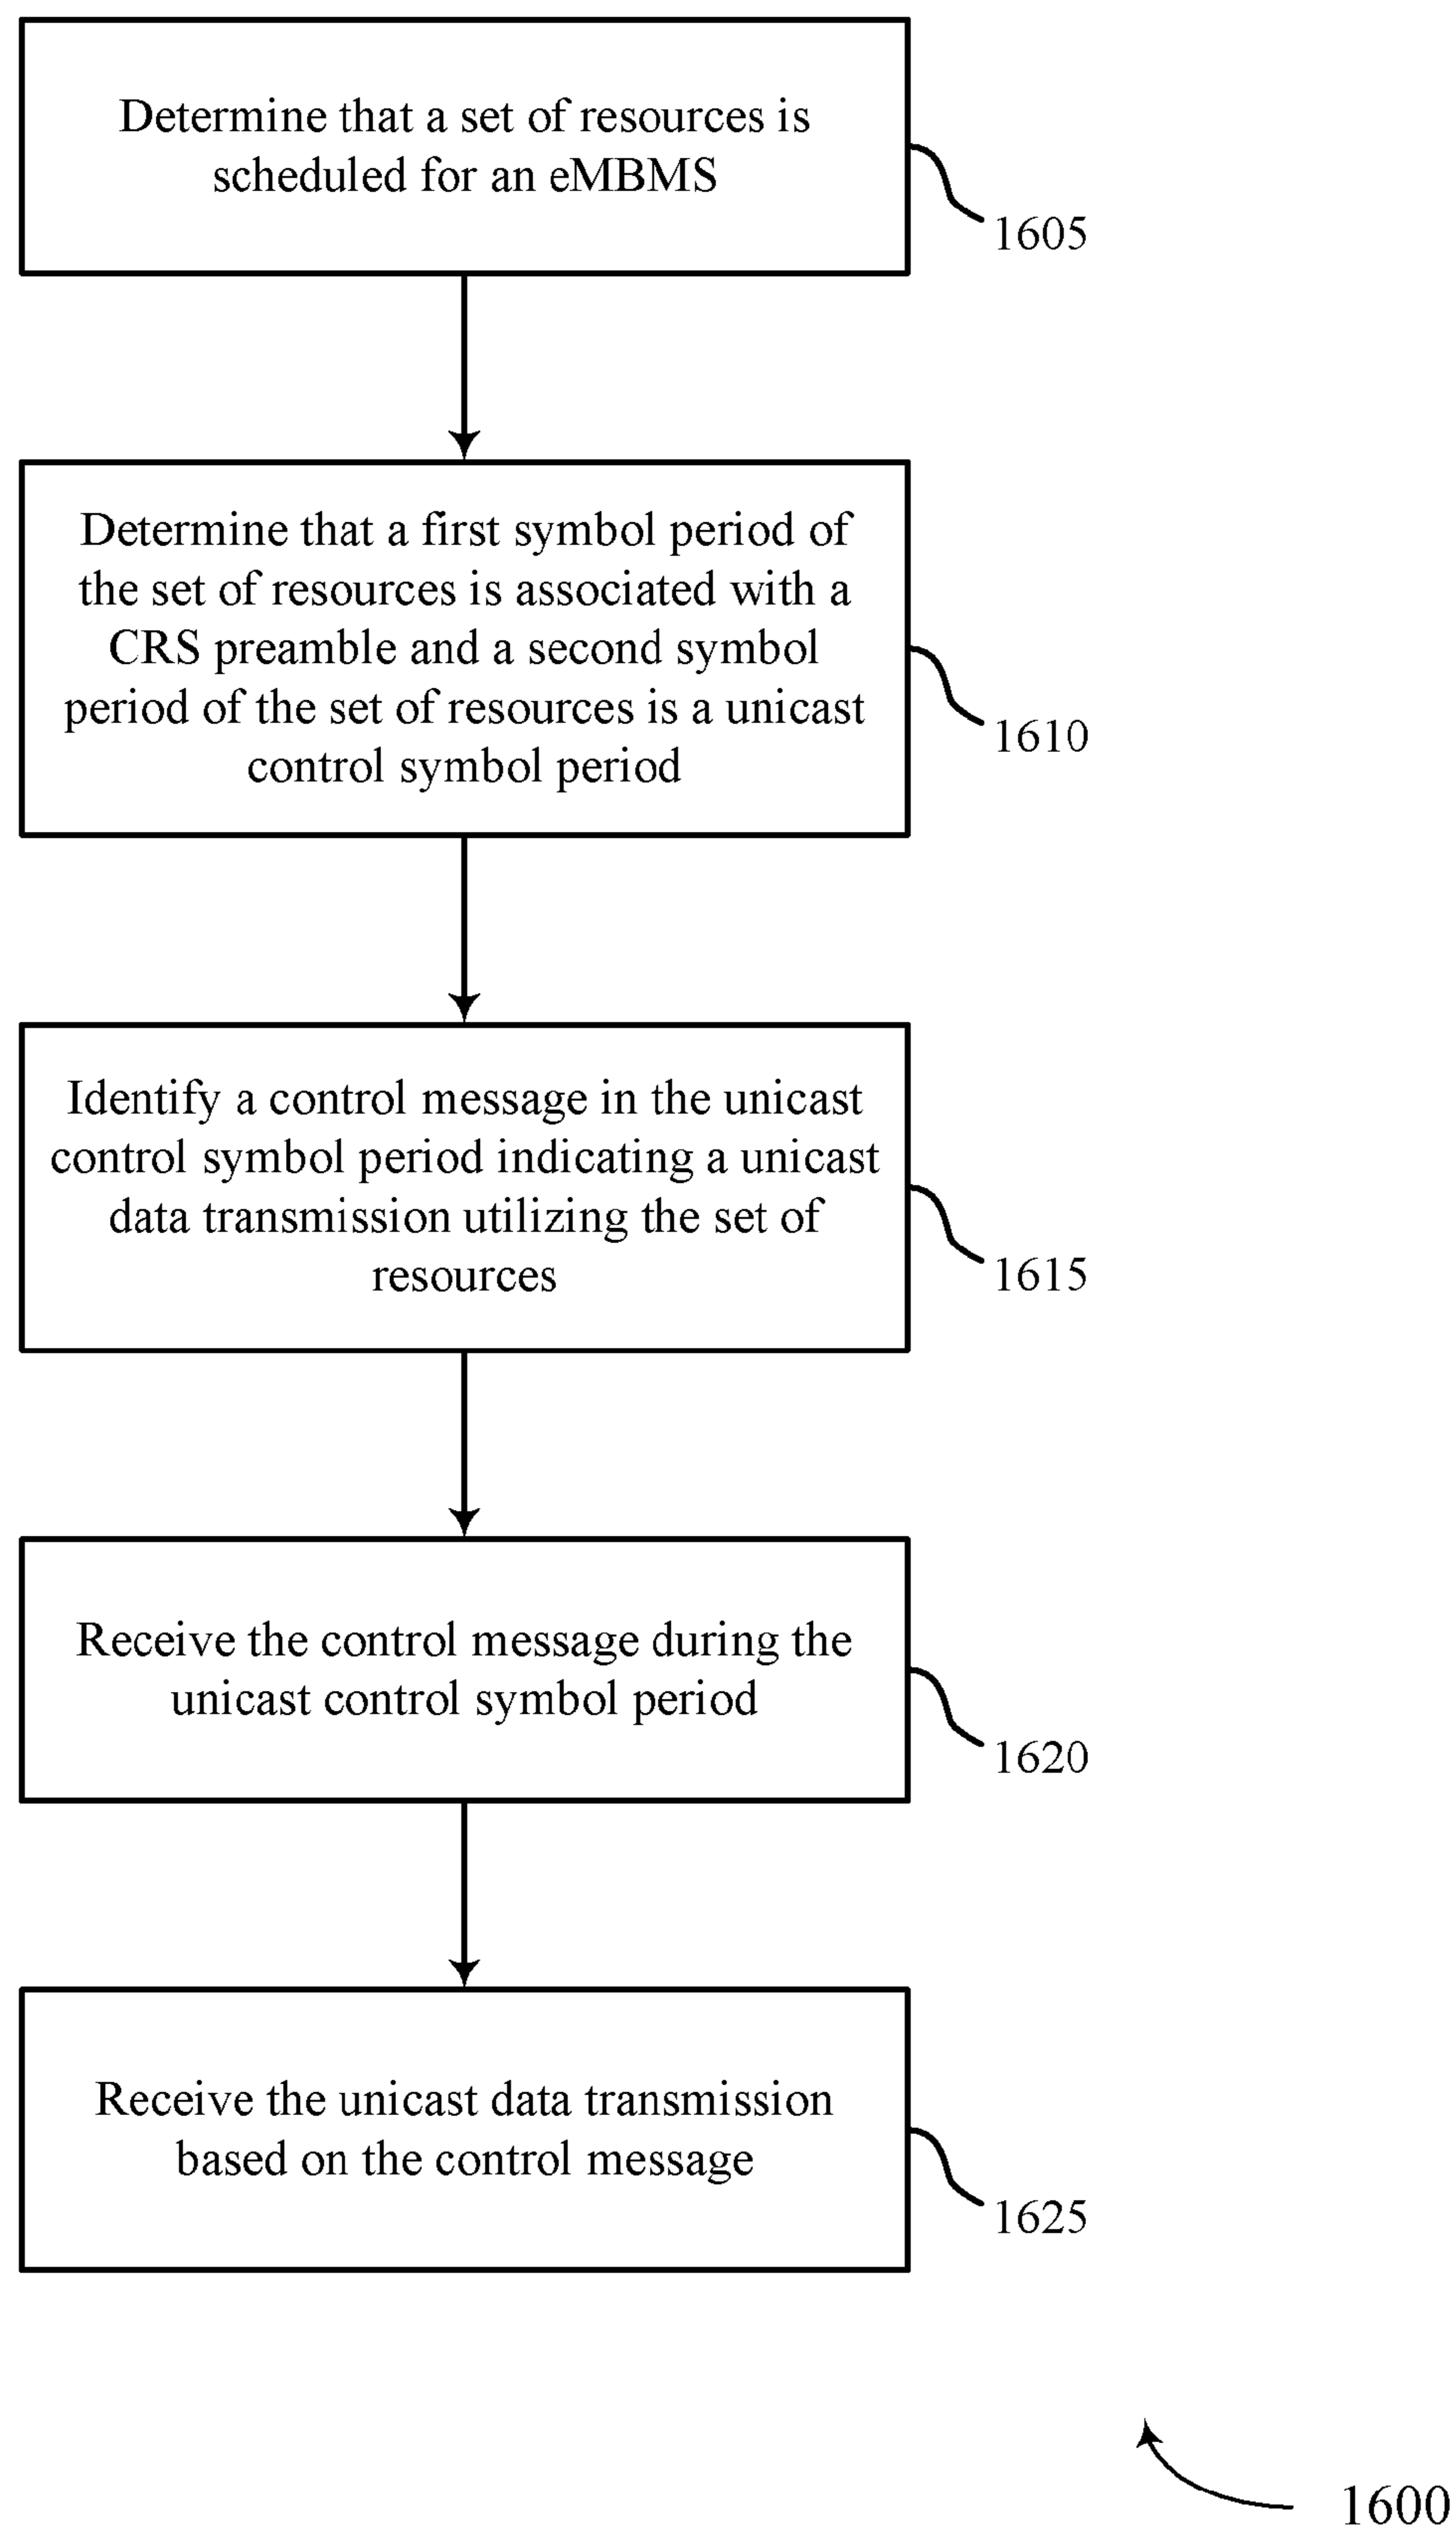 Determine that a set of resources is
scheduled for an eMBMS
1605
Determine that a first symbol period of
the set of resources is associated with a
CRS preamble and a second symbol
period of the set of resources is a unicast
control symbol period
1610
Identify a control message in the unicast
control symbol period indicating a unicast
data transmission utilizing the set of
resources
1615
Receive the control message during the
unicast control symbol period
1620
Receive the unicast data transmission
based on the control message
1625
1600